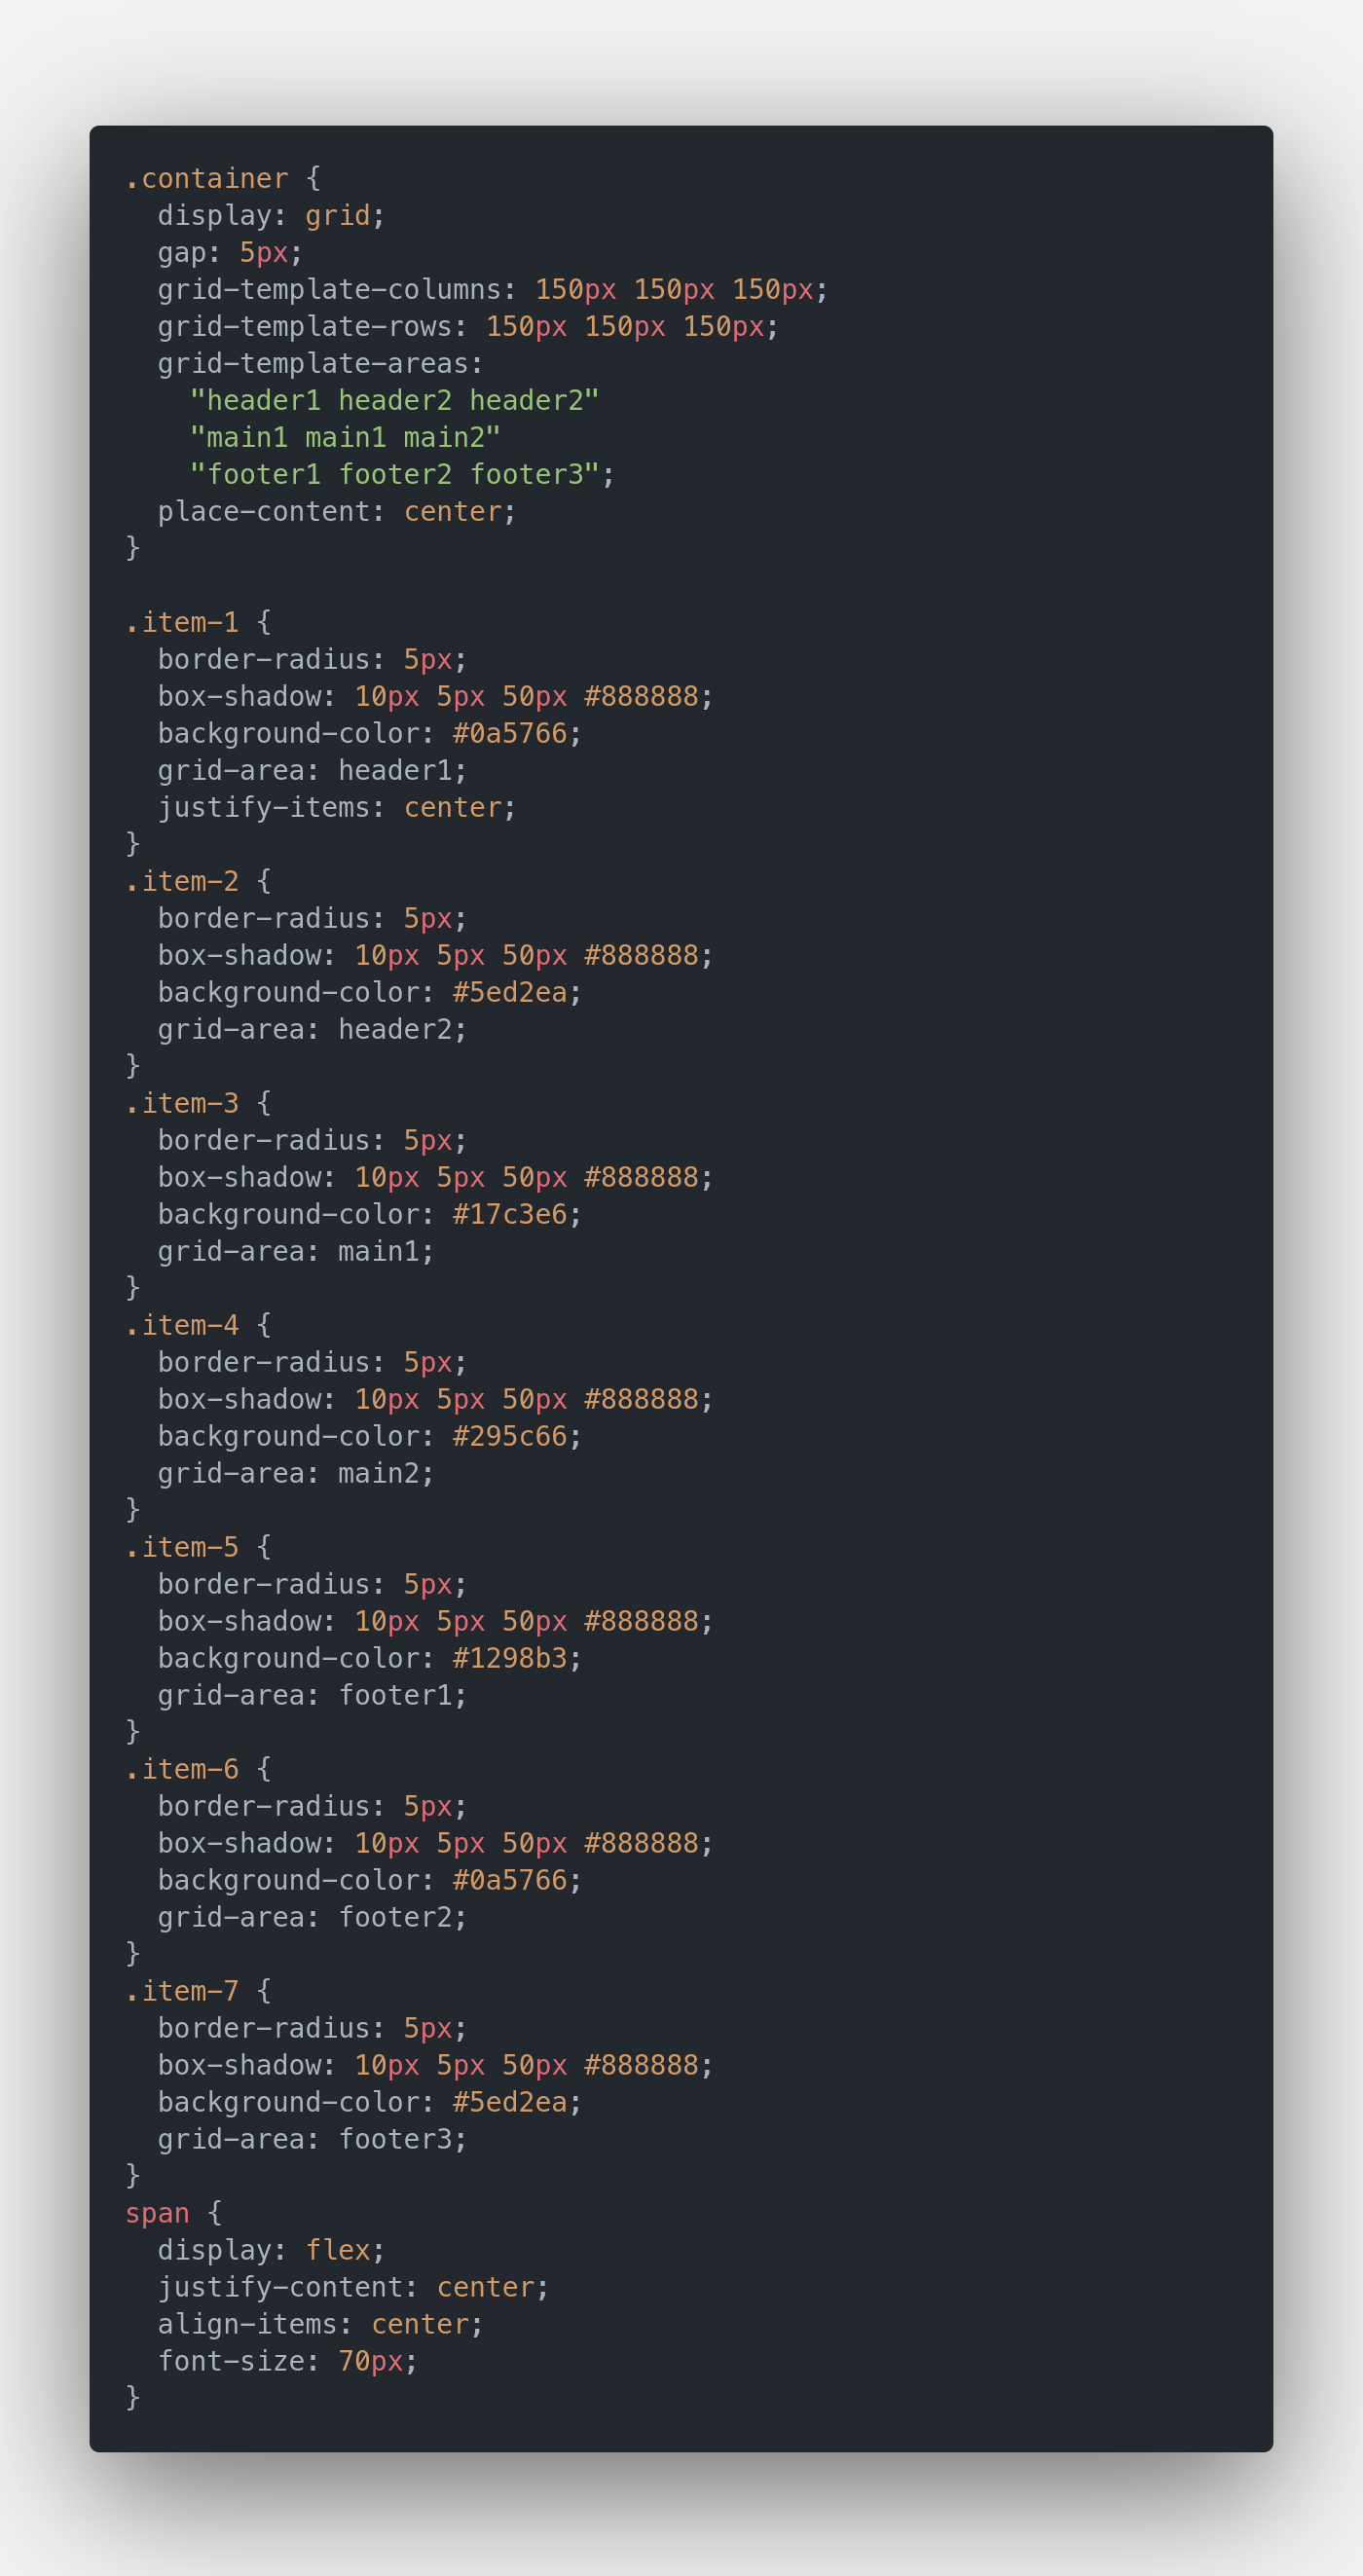 .container {
  display: grid;
  gap: 5px;
  grid-template-columns: 150px 150px 150px;
  grid-template-rows: 150px 150px 150px;
  grid-template-areas:
    "header1 header2 header2"
    "main1 main1 main2"
    "footer1 footer2 footer3";
  place-content: center;
}

.item-1 {
  border-radius: 5px;
  box-shadow: 10px 5px 50px #888888;
  background-color: #0a5766;
  grid-area: header1;
  justify-items: center;
}
.item-2 {
  border-radius: 5px;
  box-shadow: 10px 5px 50px #888888;
  background-color: #5ed2ea;
  grid-area: header2;
}
.item-3 {
  border-radius: 5px;
  box-shadow: 10px 5px 50px #888888;
  background-color: #17c3e6;
  grid-area: main1;
}
.item-4 {
  border-radius: 5px;
  box-shadow: 10px 5px 50px #888888;
  background-color: #295c66;
  grid-area: main2;
}
.item-5 {
  border-radius: 5px;
  box-shadow: 10px 5px 50px #888888;
  background-color: #1298b3;
  grid-area: footer1;
}
.item-6 {
  border-radius: 5px;
  box-shadow: 10px 5px 50px #888888;
  background-color: #0a5766;
  grid-area: footer2;
}
.item-7 {
  border-radius: 5px;
  box-shadow: 10px 5px 50px #888888;
  background-color: #5ed2ea;
  grid-area: footer3;
}
span {
  display: flex;
  justify-content: center;
  align-items: center;
  font-size: 70px;
}